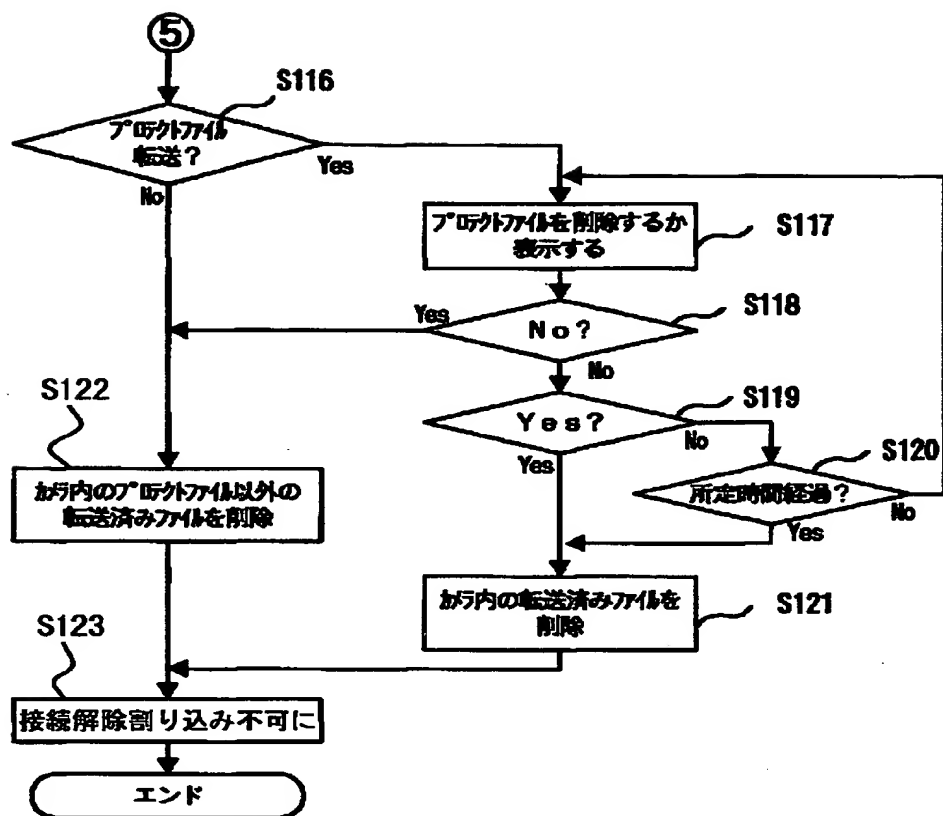 ⑤
S116
プロテクトファイル
転送?
Yes
No
プロテクトファイルを削除するか
表示する
S117
Yes
No?
S118
No
S119
Yes?
No
Yes
S120
所定時間経過?
No
Yes
S122
カメラ内のプロテクトファイル以外の
転送済みファイルを削除
カメラ内の転送済みファイルを
削除
S121
S123
接続解除割り込み不可に
エンド